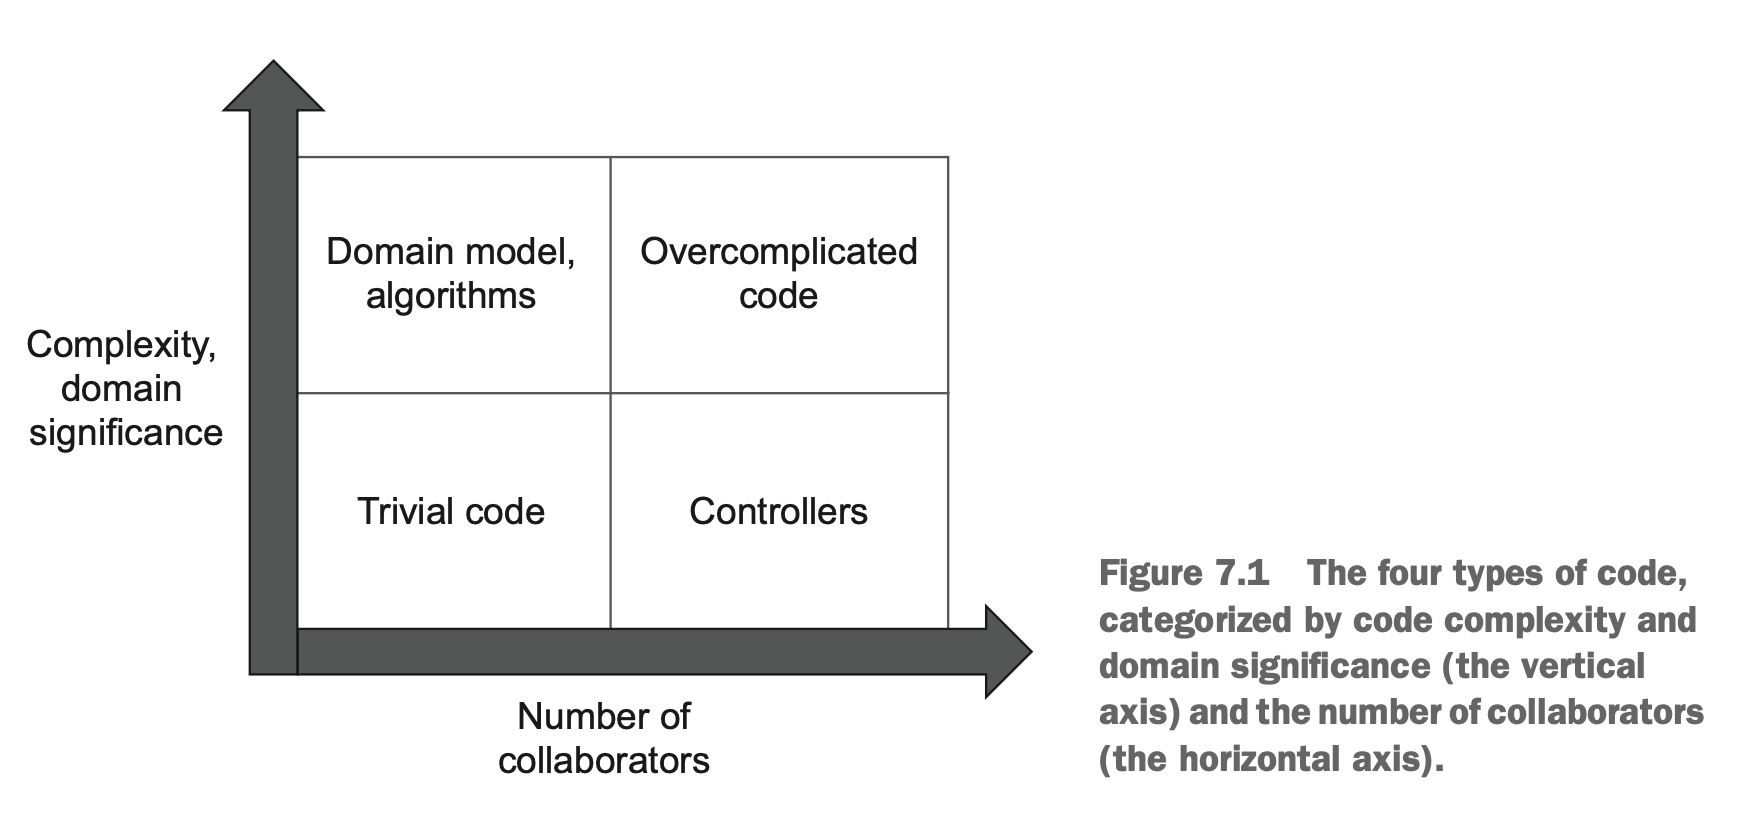 Domain model,
algorithms
Overcomplicated
code
Complexity,
domain
significance
Trivial code
Controllers
Number of
collaborators
Figure 7.1 The four types of code,
categorized by code complexity and
domain significance (the vertical
axis) and the number of collaborators
(the horizontal axis).